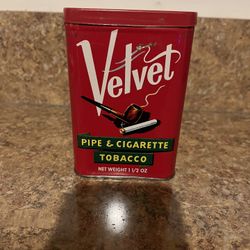 Velvet
PIPE & CIGARETTE
TOBACCO
NET WEIGHT 1 1/2 OZ